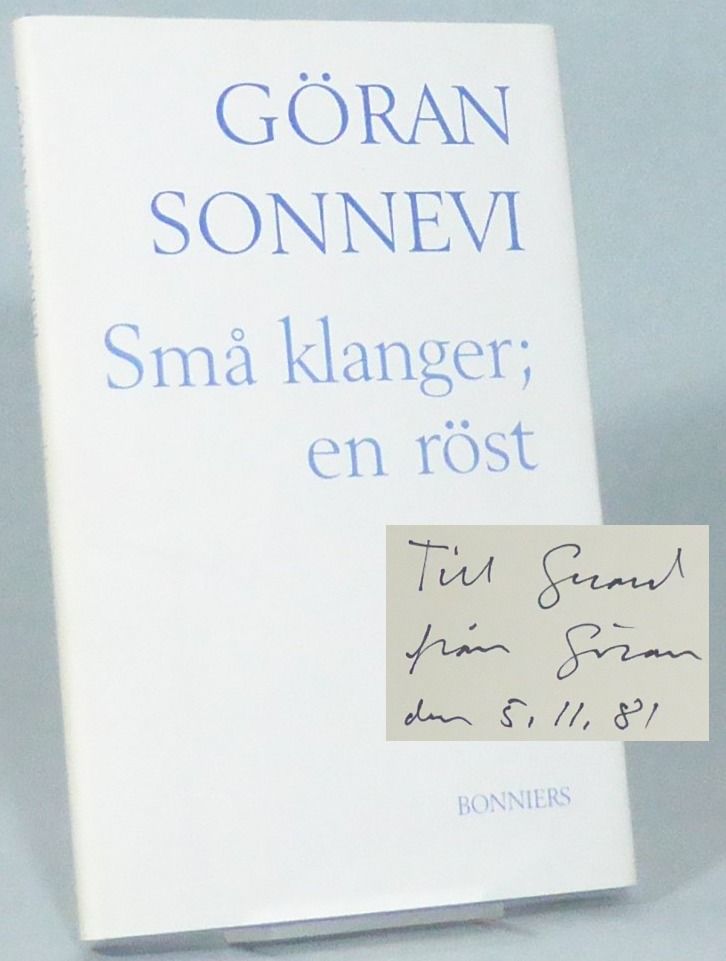 GÖRAN
SONNEVI
Små klanger;
en röst
Till
från Göran
den 5. 11. 81
BONNIERS